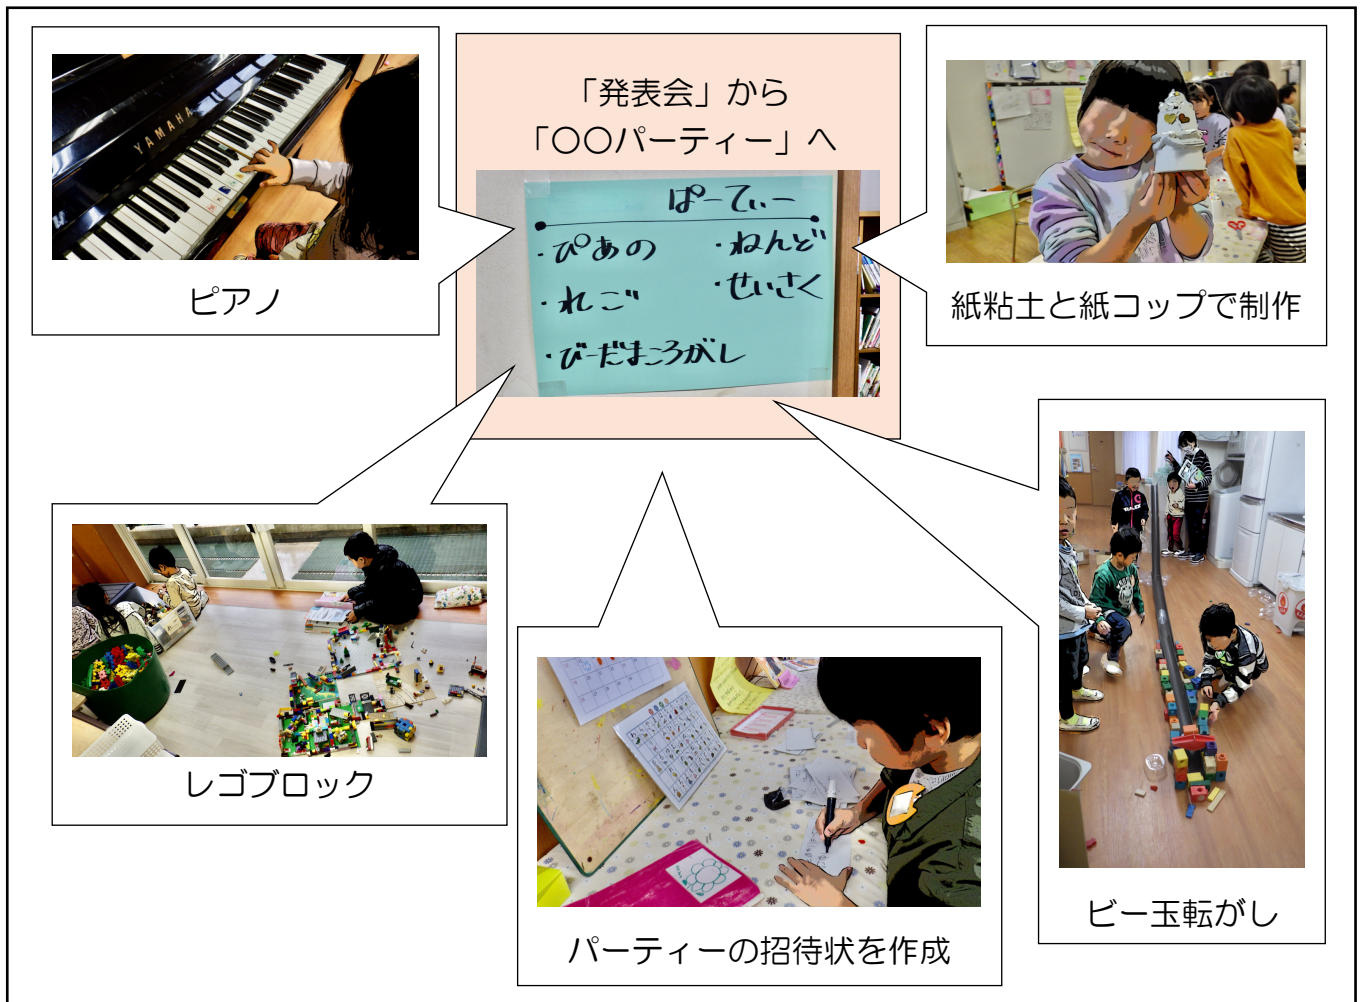 「発表会」から
「〇〇パーティー」へ
ぱーてぃー
・ぴあの
・ねんど
・れご
・せいさく
・びーだまころがし
YAMAHA
ピアノ
紙粘土と紙コップで制作
レゴブロック
パーティーの招待状を作成
ビー玉転がし